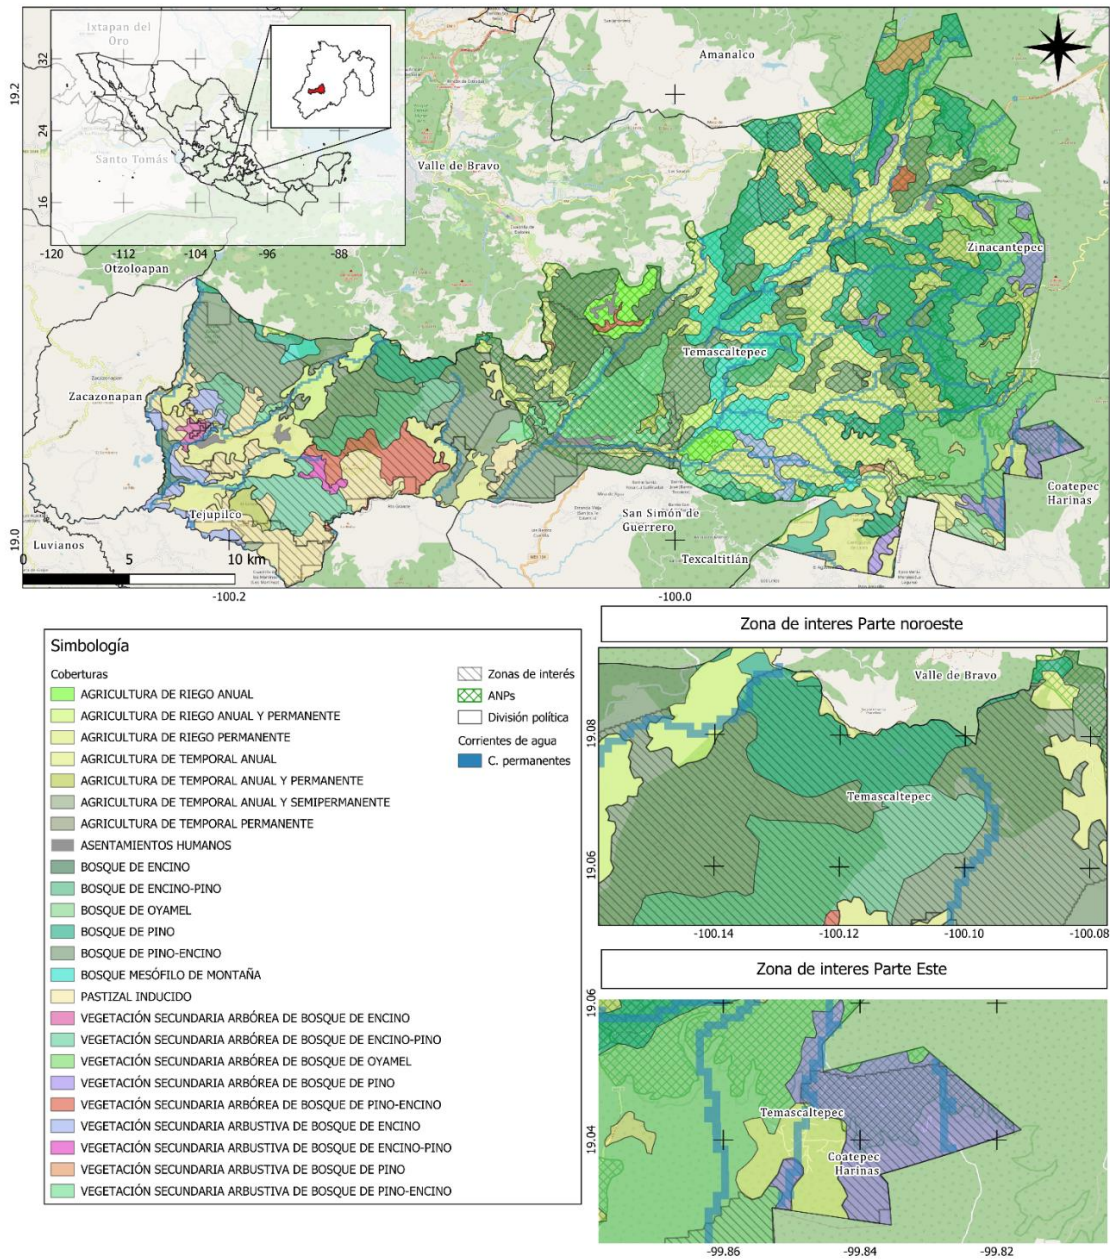 Ixtapan del
Oro
Amanalco
19.2
32
24
16
Santo Tomás
Valle de Bravo
-120
-112
-104
-96
-88
Otzoloapan
Zinacantepec
Temascaltepec
Zacazonapan
Zacazonapan
Coatepec
Harinas
San Simón de
Guerrero
Tejupilco
Texcaltitlán
Luvianos
19.0
0
5
10 km
-100.2
-100.0
Simbología
Coberturas
AGRICULTURA DE RIEGO ANUAL
AGRICULTURA DE RIEGO ANUAL Y PERMANENTE
AGRICULTURA DE RIEGO PERMANENTE
AGRICULTURA DE TEMPORAL ANUAL
AGRICULTURA DE TEMPORAL ANUAL Y PERMANENTE
AGRICULTURA DE TEMPORAL ANUAL Y SEMIPERMANENTE
AGRICULTURA DE TEMPORAL PERMANENTE
ASENTAMIENTOS HUMANOS
BOSQUE DE ENCINO
BOSQUE DE ENCINO-PINO
BOSQUE DE OYAMEL
BOSQUE DE PINO
BOSQUE DE PINO-ENCINO
BOSQUE MESÓFILO DE MONTAÑA
PASTIZAL INDUCIDO
VEGETACIÓN SECUNDARIA ARBÓREA DE BOSQUE DE ENCINO
VEGETACIÓN SECUNDARIA ARBÓREA DE BOSQUE DE ENCINO-PINO
VEGETACIÓN SECUNDARIA ARBÓREA DE BOSQUE DE OYAMEL
VEGETACIÓN SECUNDARIA ARBÓREA DE BOSQUE DE PINO
VEGETACIÓN SECUNDARIA ARBÓREA DE BOSQUE DE PINO-ENCINO
VEGETACIÓN SECUNDARIA ARBUSTIVA DE BOSQUE DE ENCINO
VEGETACIÓN SECUNDARIA ARBUSTIVA DE BOSQUE DE ENCINO-PINO
VEGETACIÓN SECUNDARIA ARBUSTIVA DE BOSQUE DE PINO
VEGETACIÓN SECUNDARIA ARBUSTIVA DE BOSQUE DE PINO-ENCINO
Zonas de interés
ANPs
División política
Corrientes de agua
C. permanentes
Zona de interes Parte noroeste
Valle de Bravo
19.08
Temascaltepec
19.06
-100.14
-100.12
-100.10
-100.08
Zona de interes Parte Este
19.06
Temascaltepec
19.04
Coatepec
Harinas
-99.86
-99.84
-99.82